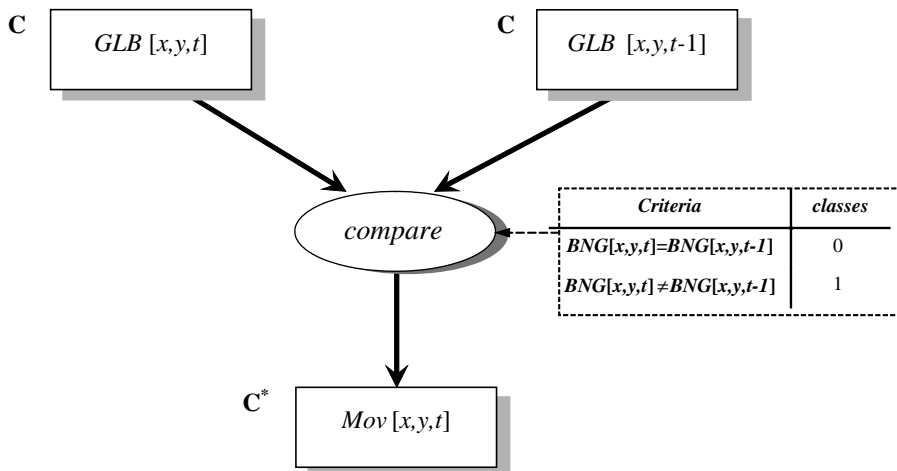 C
GLB [x,y,t]
C
GLB [x,y,t-1]
compare
Criteria classes
BNG[x,y,t]=BNG[x,y,t-1] 0
BNG[x,y,t]≠BNG[x,y,t-1] 1
C*
Mov [x,y,t]